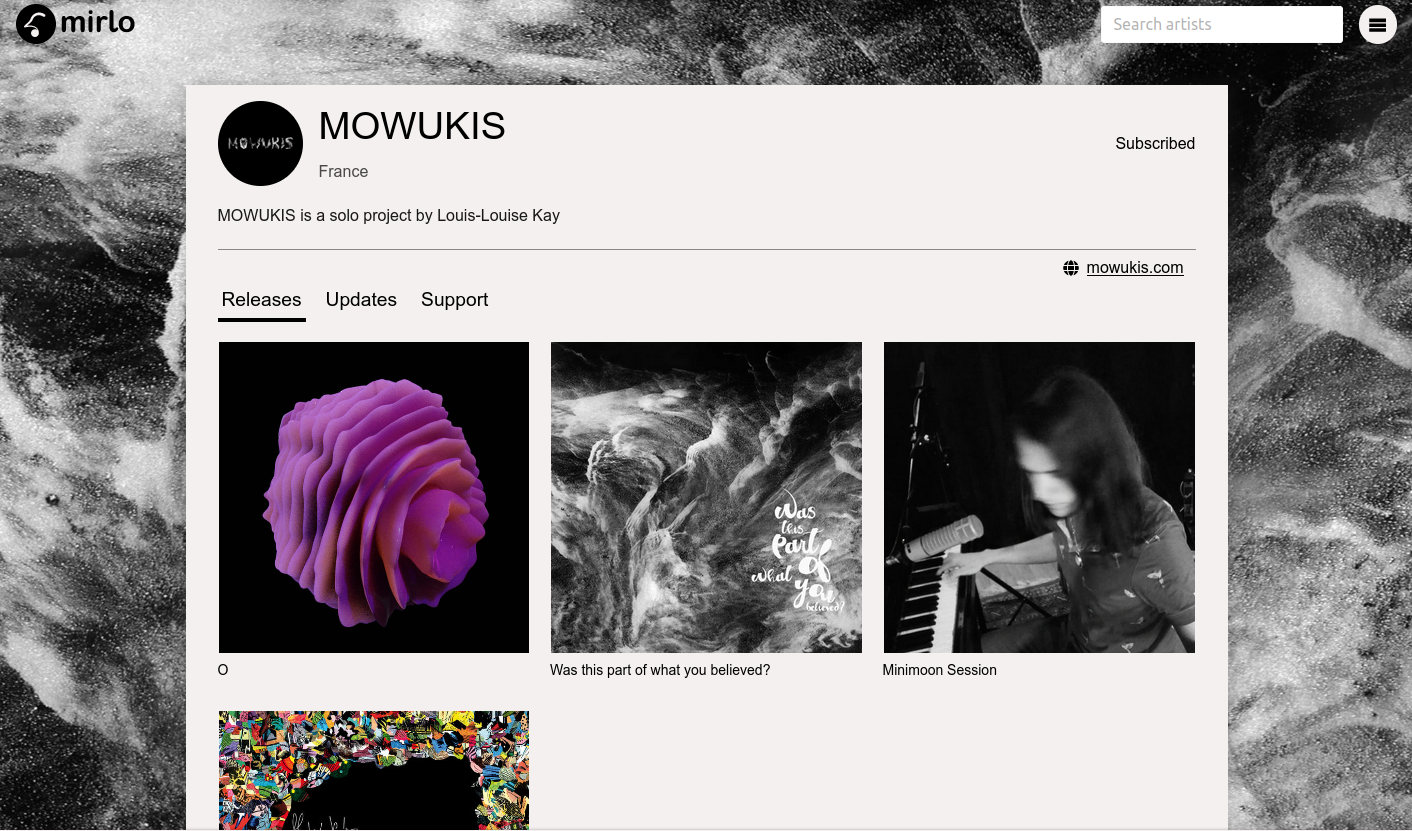 mirlo
Search artists
MOWUKIS
MOWUKIS
France
Subscribed
MOWUKIS is a solo project by Louis-Louise Kay
mowukis.com
Releases Updates Support
Was
this
Part
of
what
you
believed?
O
Was this part of what you believed?
Minimoon Session